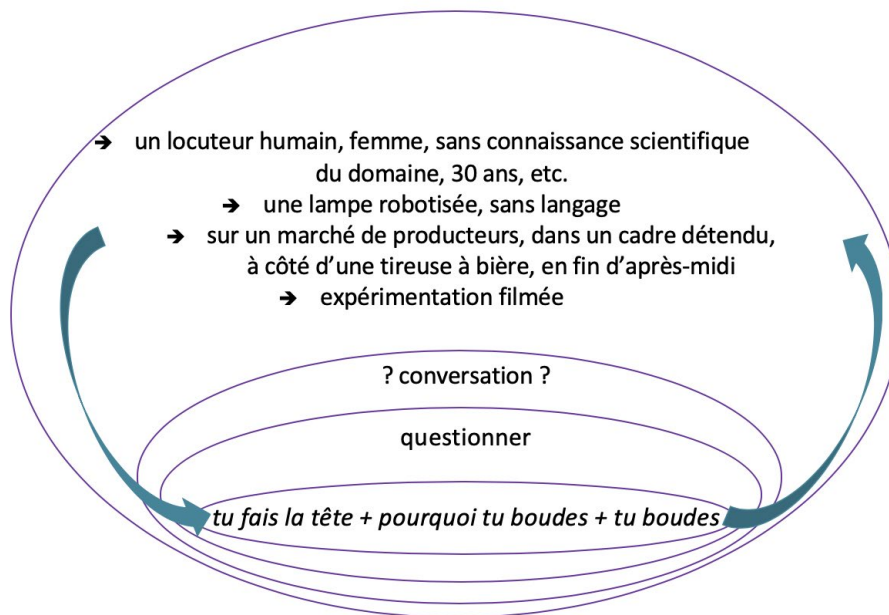 ➔ un locuteur humain, femme, sans connaissance scientifique
du domaine, 30 ans, etc.
➔ une lampe robotisée, sans langage
➔ sur un marché de producteurs, dans un cadre détendu,
à côté d’une tireuse à bière, en fin d’après-midi
➔ expérimentation filmée
? conversation ?
questionner
tu fais la tête + pourquoi tu boudes + tu boudes